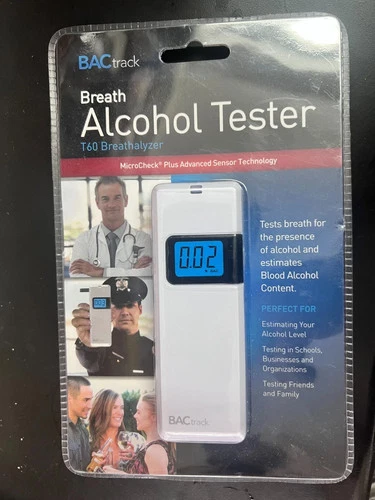 BACtrack
Breath
Alcohol Tester
T60 Breathalyzer
MicroCheck® Plus Advanced Sensor Technology
0.02
Tests breath for
the presence
of alcohol and
estimates
Blood Alcohol
Content.
PERFECT FOR
Estimating Your
Alcohol Level
Testing in Schools,
Businesses and
Organizations
Testing Friends
and Family
BACtrack